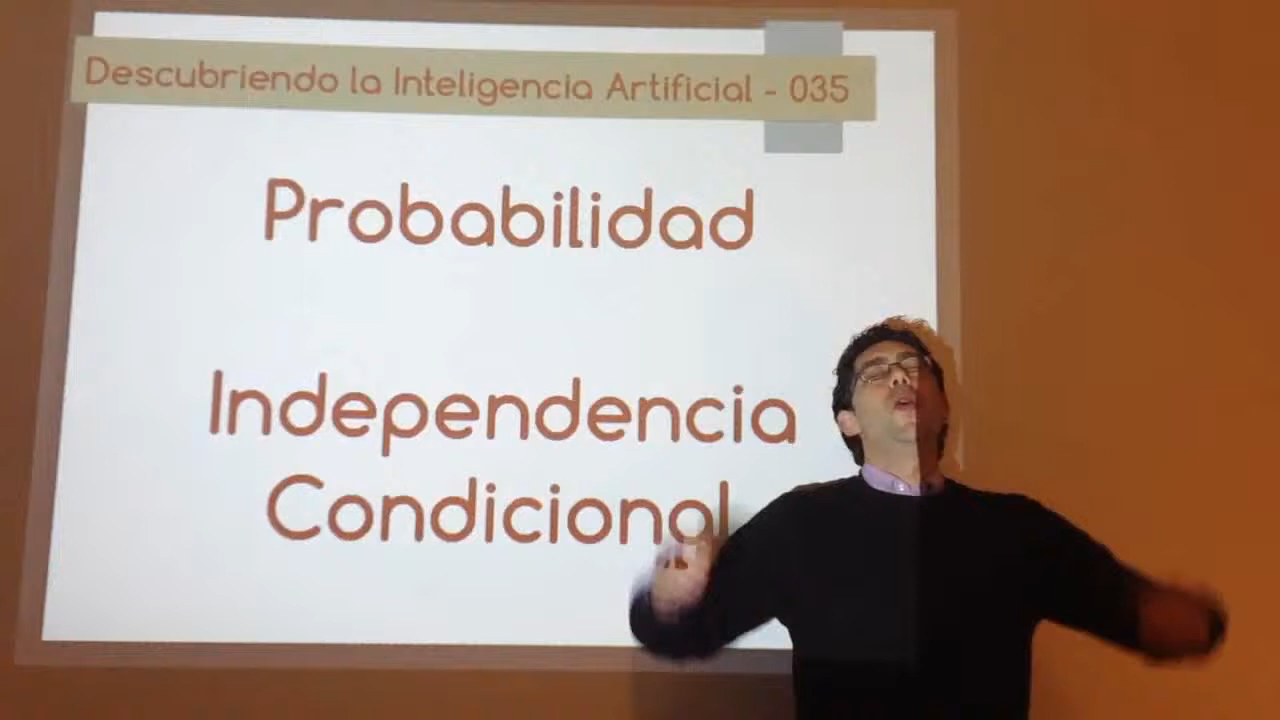 Descubriendo la Inteligencia Artificial - 035
Probabilidad
Independencia
Condicional